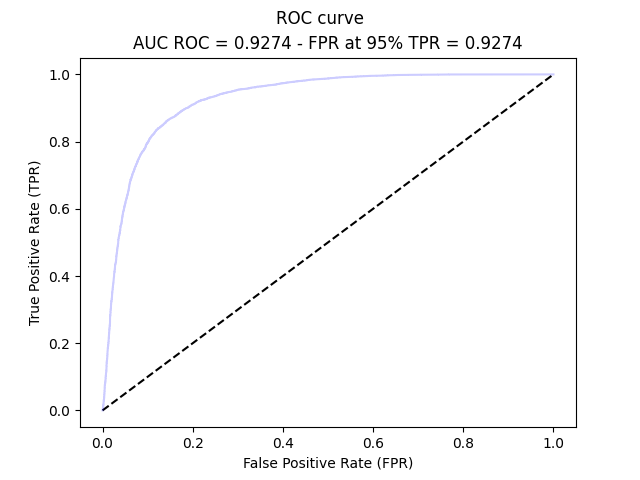 ROC curve
AUC ROC = 0.9274 - FPR at 95% TPR = 0.9274
1.0
0.8
0.6
0.4
0.2
0.0
True Positive Rate (TPR)
0.0 0.2 0.4 0.6 0.8 1.0
False Positive Rate (FPR)